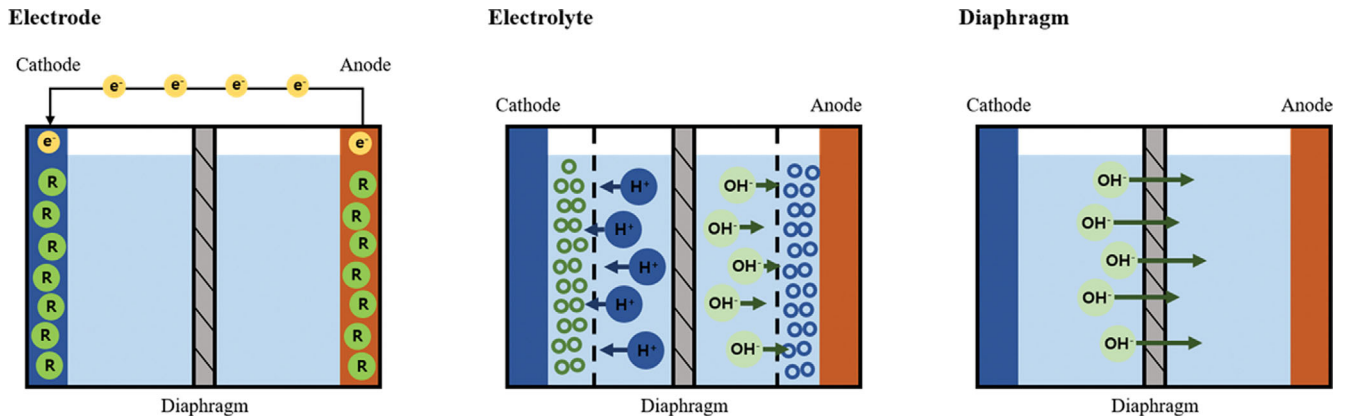 Electrode Electrolyte Diaphragm
Cathode Anode
e⁻ e⁻ e⁻ e⁻
Cathode Anode Cathode Anode
e⁻ e⁻
R R H⁺ OH⁻ OH⁻
R R H⁺ OH⁻ OH⁻
R R H⁺ OH⁻ OH⁻
R R H⁺ OH⁻ OH⁻
R R H⁺ OH⁻ OH⁻
R R
R R
Diaphragm Diaphragm Diaphragm